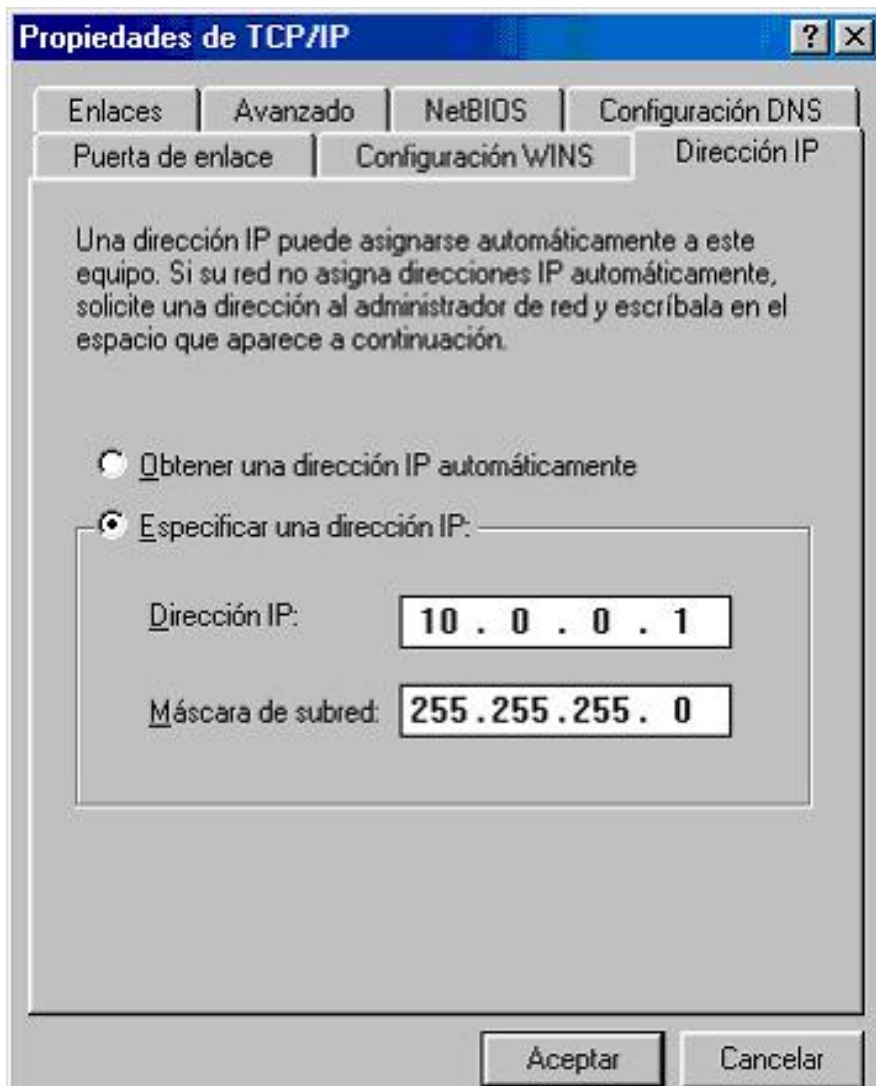 Propiedades de TCP/IP
Enlaces Avanzado NetBIOS Configuración DNS
Puerta de enlace Configuración WINS Dirección IP
Una dirección IP puede asignarse automáticamente a este
equipo. Si su red no asigna direcciones IP automáticamente,
solicite una dirección al administrador de red y escríbala en el
espacio que aparece a continuación.
Obtener una dirección IP automáticamente
Especificar una dirección IP:
Dirección IP: 10 . 0 . 0 . 1
Máscara de subred: 255.255.255. 0
Aceptar Cancelar